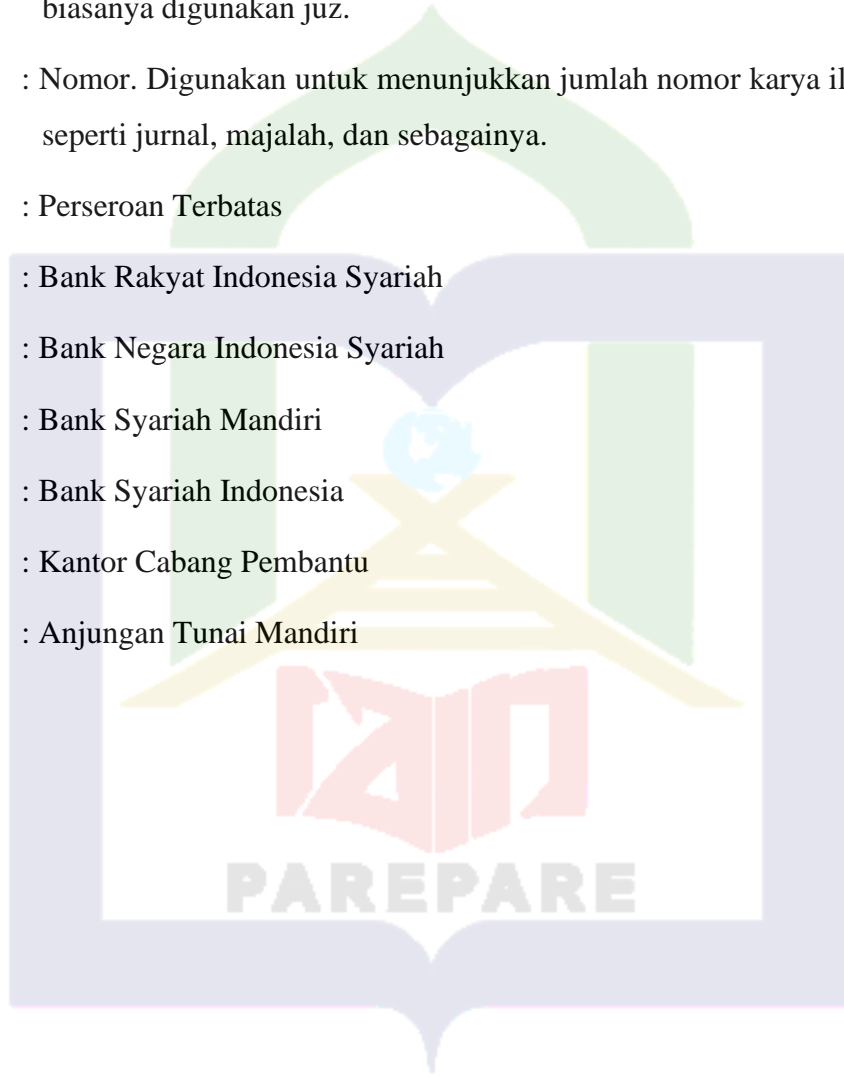 biasanya digunakan juz.
: Nomor. Digunakan untuk menunjukkan jumlah nomor karya
seperti jurnal, majalah, dan sebagainya.
: Perseroan Terbatas
: Bank Rakyat Indonesia Syariah
: Bank Negara Indonesia Syariah
: Bank Syariah Mandiri
: Bank Syariah Indonesia
: Kantor Cabang Pembantu
: Anjungan Tunai Mandiri
iain
PAREPARE